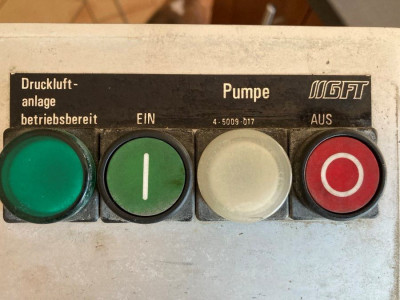 Druckluft-
anlage
betriebsbereit
EIN
Pumpe
4-5009-017
GFT
AUS